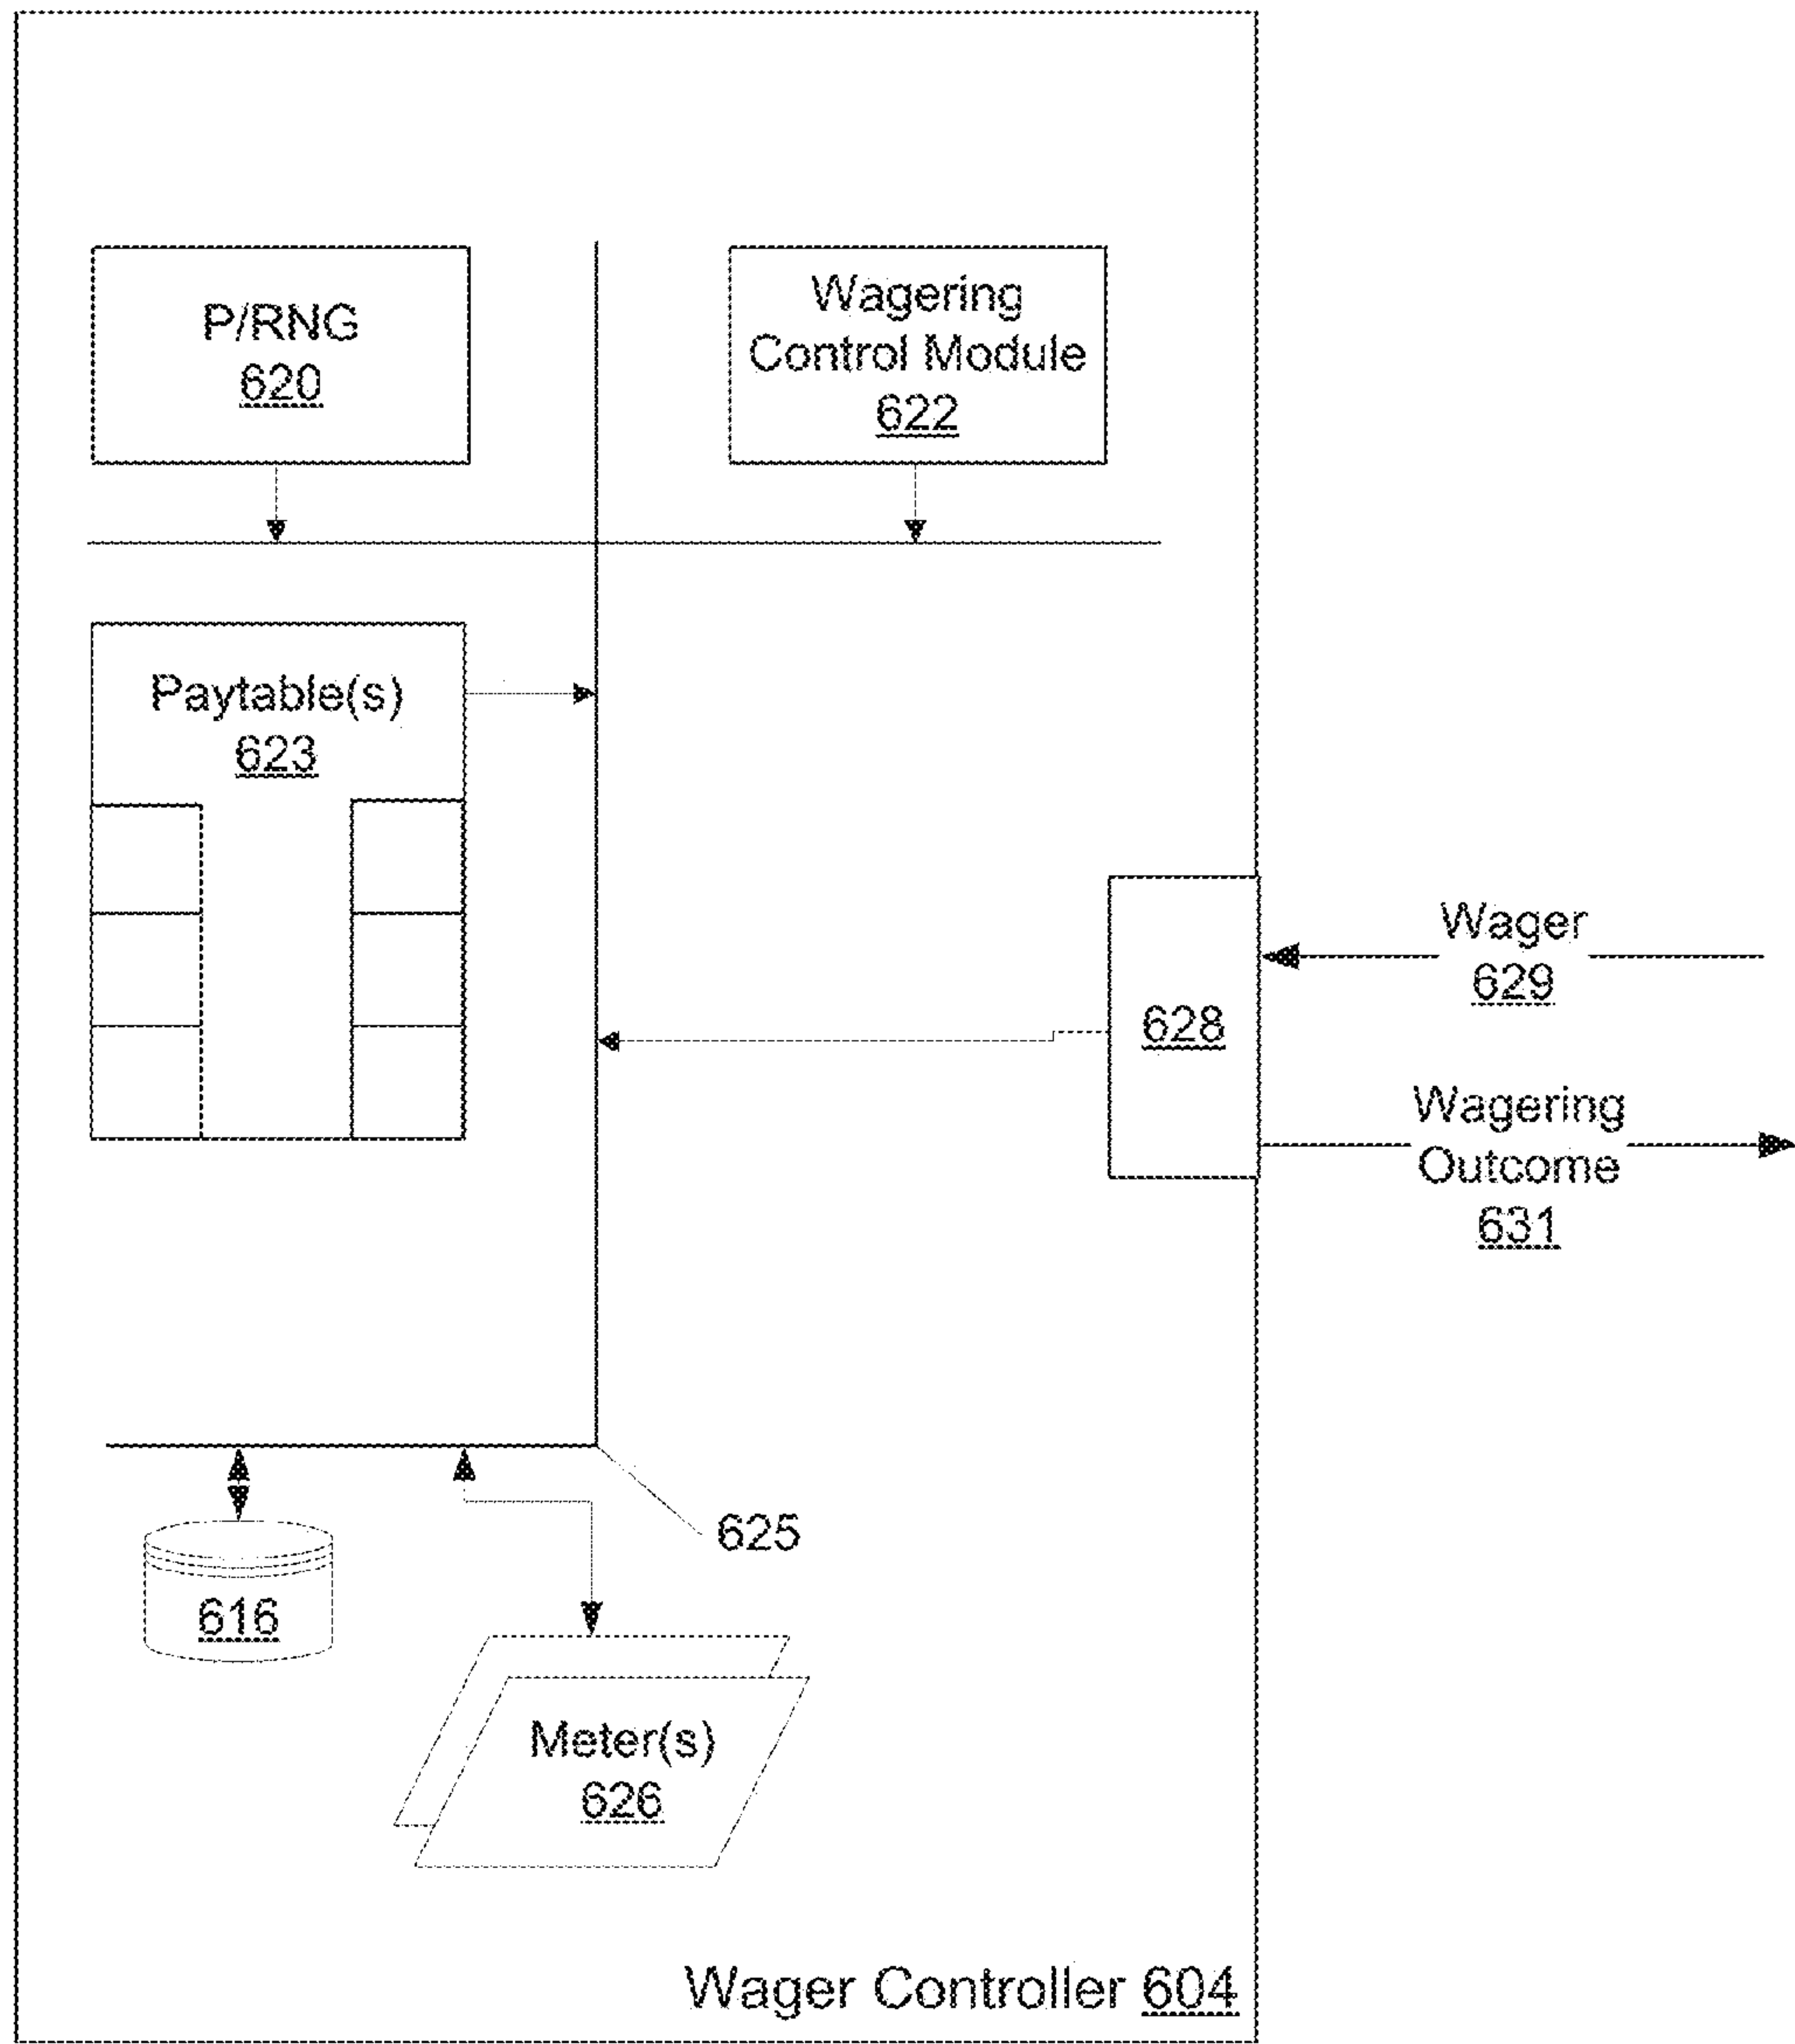 P/RNG
620
Wagering
Control Module
622
Paytable(s)
623
628
Wager
629
Wagering
Outcome
631
625
616
Meter(s)
626
Wager Controller 604